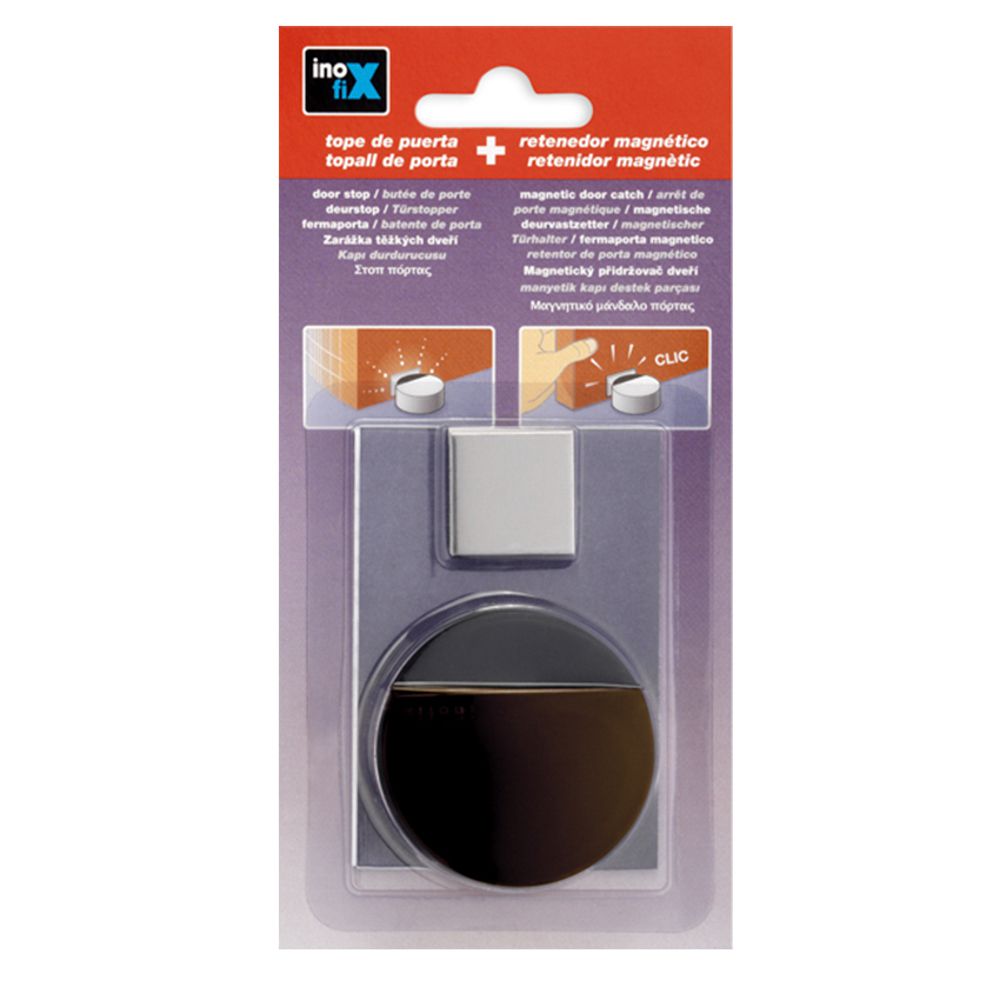 ino
fix
tope de puerta + retenedor magnético
topall de porta retenidor magnètic
door stop / butée de porte
deurstop / Türstopper
fermaporta / batente de porta
Zarážka těžkých dveří
Kapı durdurucusu
Στοπ πόρτας
magnetic door catch / arrêt de
porte magnétique / magnetische
deurvastzetter / magnetischer
Türhalter / fermaporta magnetico
retentor de porta magnético
Magnetický přidržovač dveří
manyetik kapı destek parçası
Μαγνητικό μάνδαλο πόρτας
CLIC